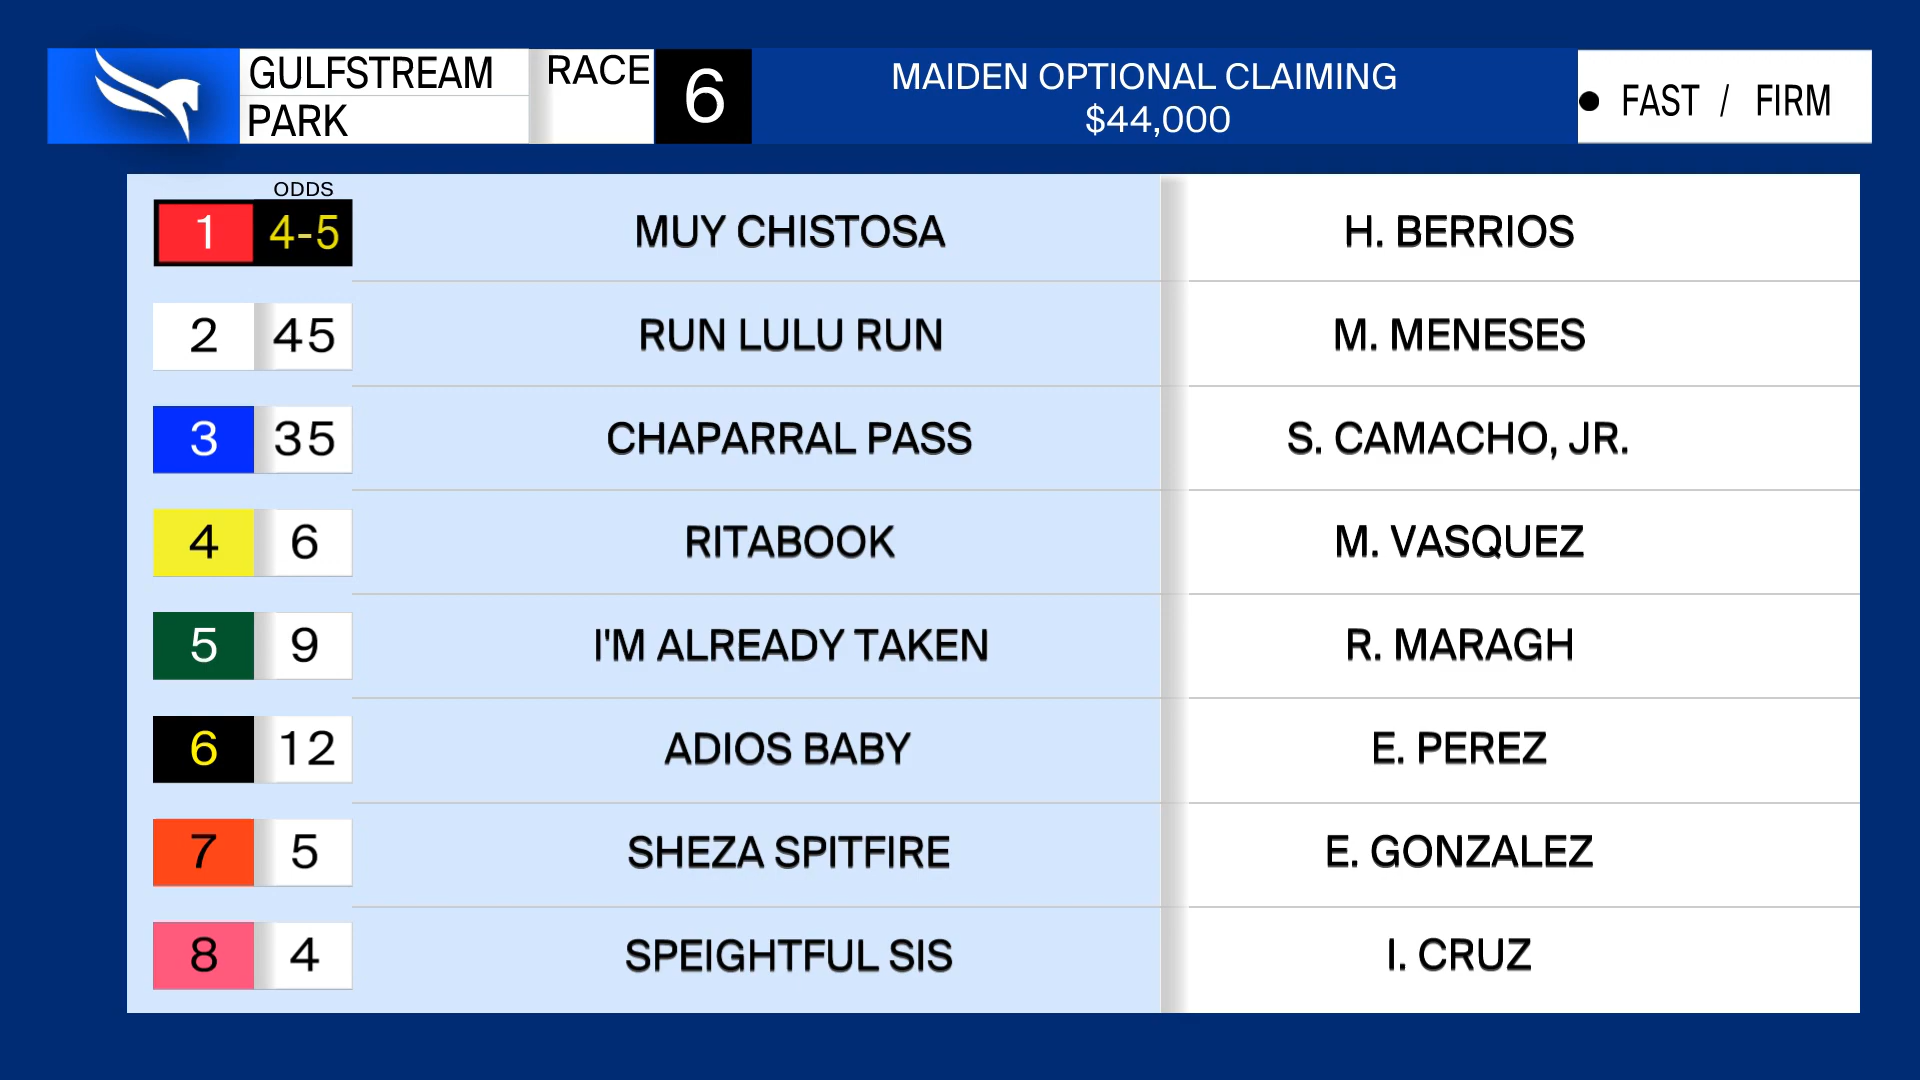 GULFSTREAM
PARK
RACE
6
MAIDEN OPTIONAL CLAIMING
$44,000
• FAST / FIRM
ODDS
1 4-5 MUY CHISTOSA H. BERRIOS
2 45 RUN LULU RUN M. MENESES
3 35 CHAPARRAL PASS S. CAMACHO, JR.
4 6 RITABOOK M. VASQUEZ
5 9 I'M ALREADY TAKEN R. MARAGH
6 12 ADIOS BABY E. PEREZ
7 5 SHEZA SPITFIRE E. GONZALEZ
8 4 SPEIGHTFUL SIS I. CRUZ